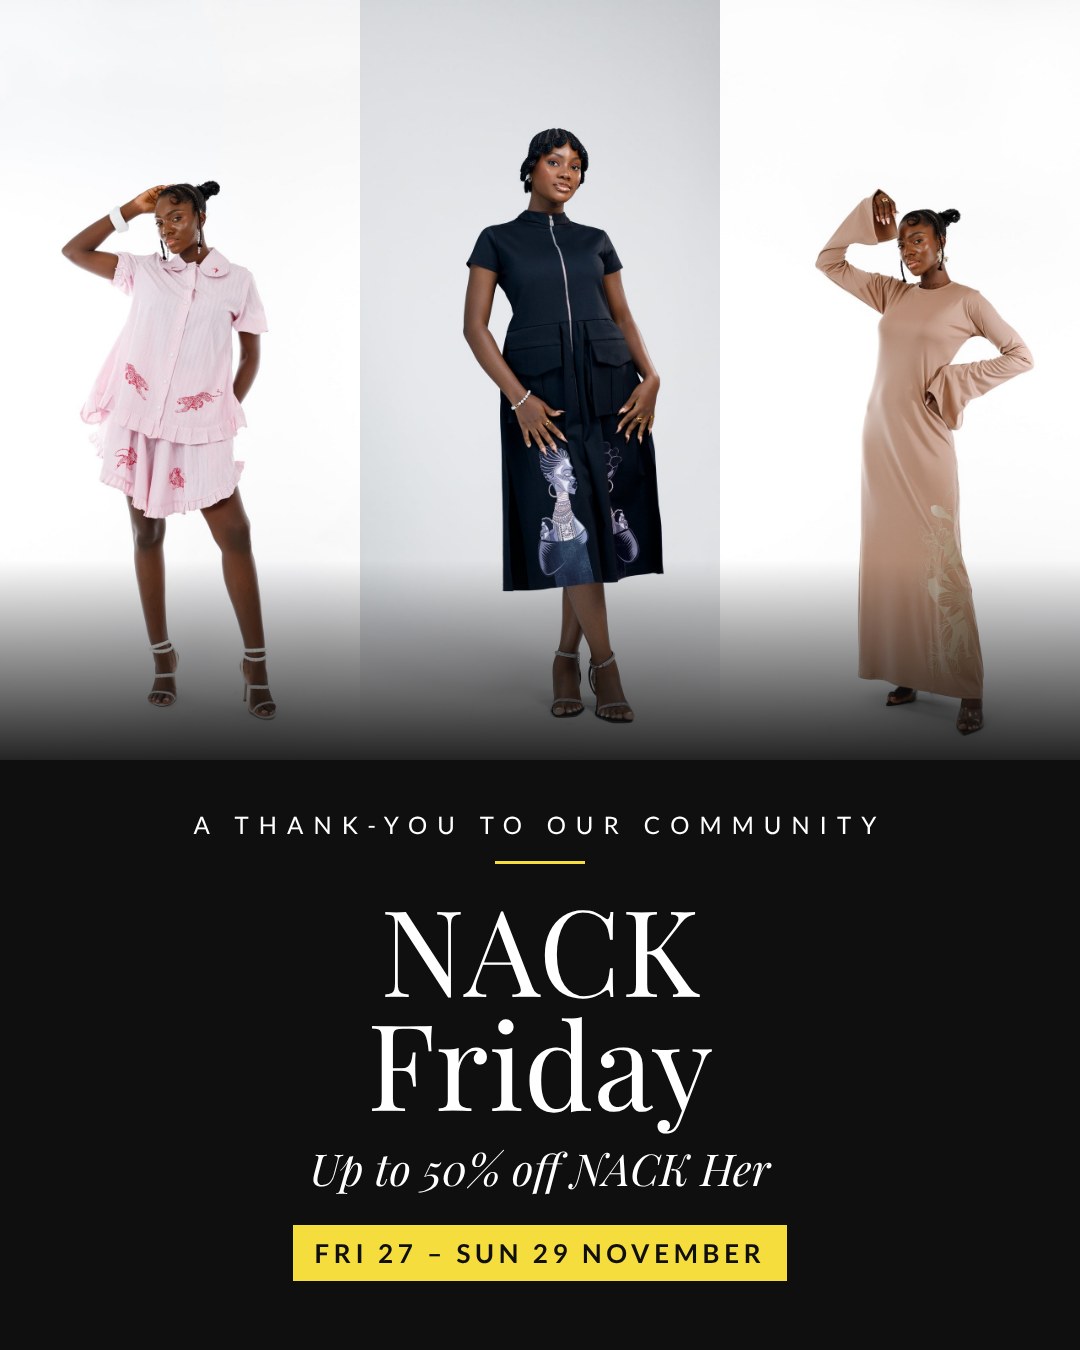 A THANK-YOU TO OUR COMMUNITY
NACK
Friday
Up to 50% off NACK Her
FRI 27 – SUN 29 NOVEMBER